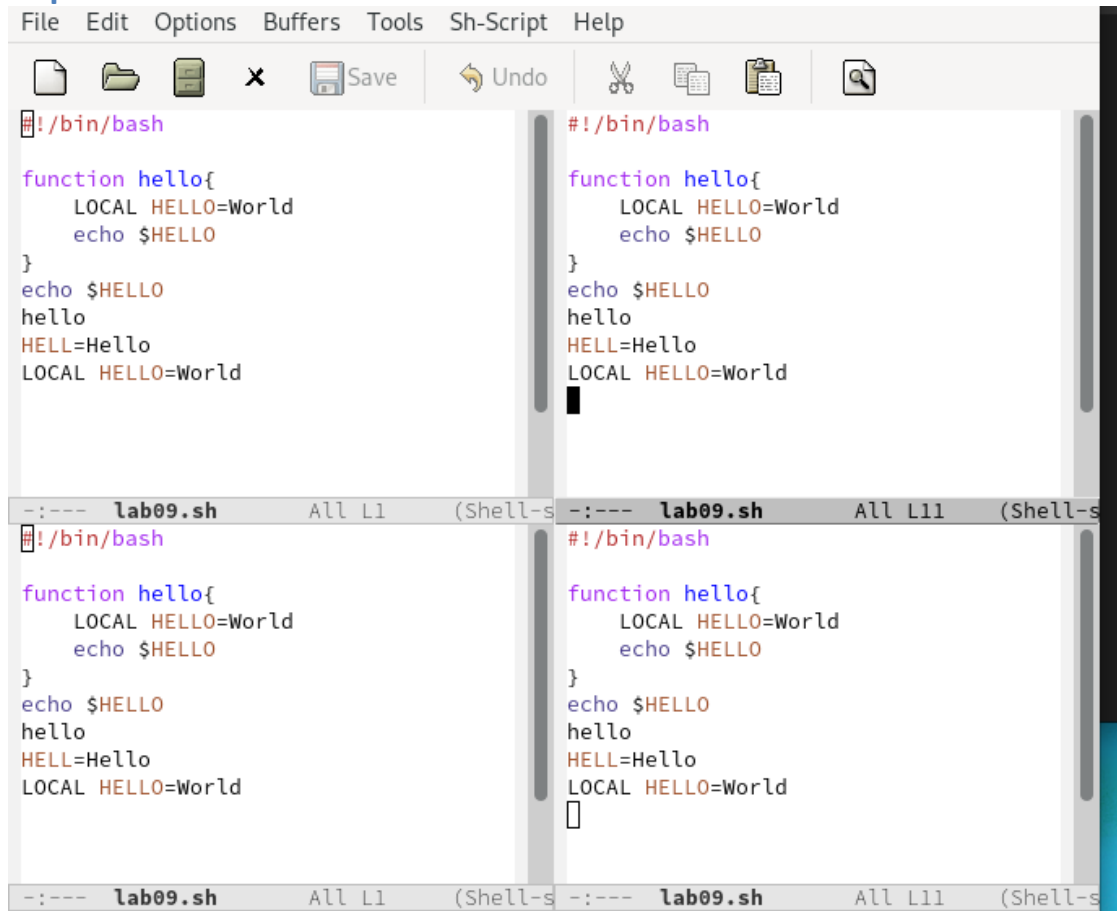 File Edit Options Buffers Tools Sh-Script Help
Save Undo
#!/bin/bash
function hello{
LOCAL HELLO=World
echo $HELLO
}
echo $HELLO
hello
HELL=Hello
LOCAL HELLO=World
-:--- lab09.sh All L1 (Shell-s
#!/bin/bash
function hello{
LOCAL HELLO=World
echo $HELLO
}
echo $HELLO
hello
HELL=Hello
LOCAL HELLO=World
-:--- lab09.sh All L11 (Shell-s
#!/bin/bash
function hello{
LOCAL HELLO=World
echo $HELLO
}
echo $HELLO
hello
HELL=Hello
LOCAL HELLO=World
-:--- lab09.sh All L1 (Shell-s
#!/bin/bash
function hello{
LOCAL HELLO=World
echo $HELLO
}
echo $HELLO
hello
HELL=Hello
LOCAL HELLO=World
-:--- lab09.sh All L11 (Shell-s